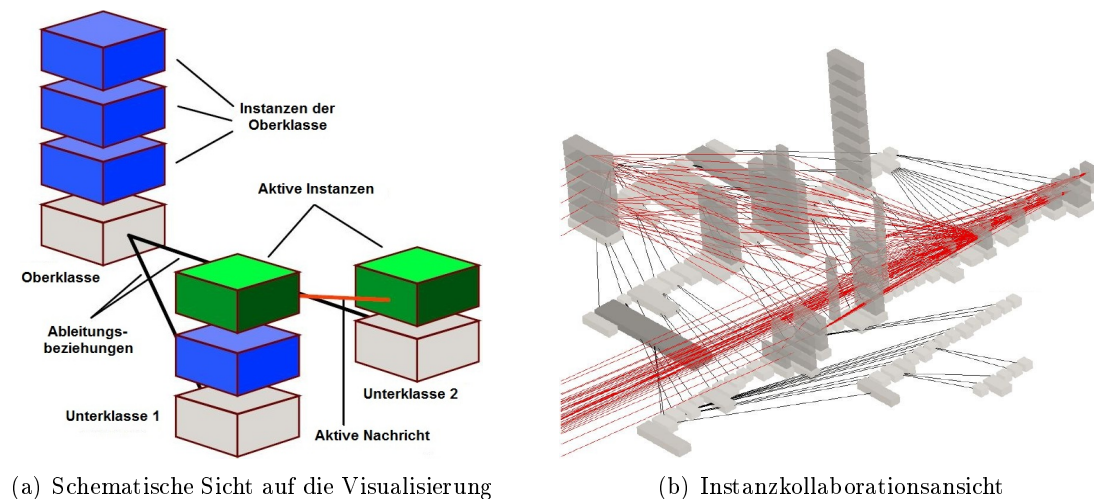 Instanzen der
Oberklasse
Aktive Instanzen
Oberklasse
Ableitungs-
beziehungen
Unterklasse 1
Unterklasse 2
Aktive Nachricht
(a) Schematische Sicht auf die Visualisierung
(b) Instanzkollaborationsansicht